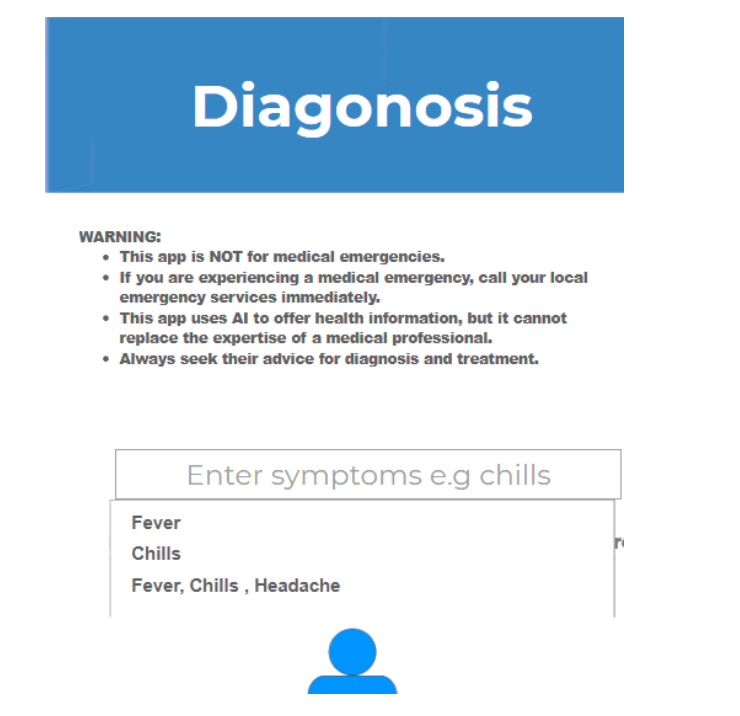 Diagonosis
WARNING:
• This app is NOT for medical emergencies.
• If you are experiencing a medical emergency, call your local
emergency services immediately.
• This app uses AI to offer health information, but it cannot
replace the expertise of a medical professional.
• Always seek their advice for diagnosis and treatment.
Enter symptoms e.g chills
Fever
Chills
Fever, Chills , Headache